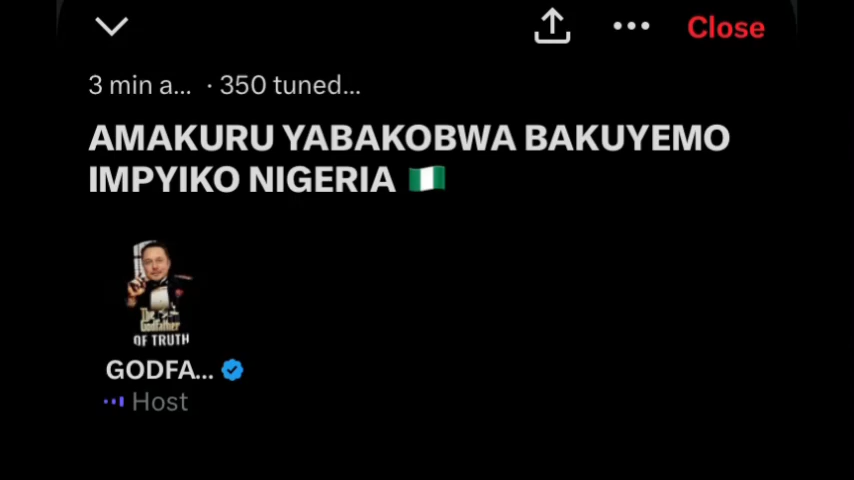 Close
3 min a... · 350 tuned...
AMAKURU YABAKOBWA BAKUYEMO
IMPYIKO NIGERIA 🇳🇬
The
Godfather
OF TRUTH
GODFA...
Host